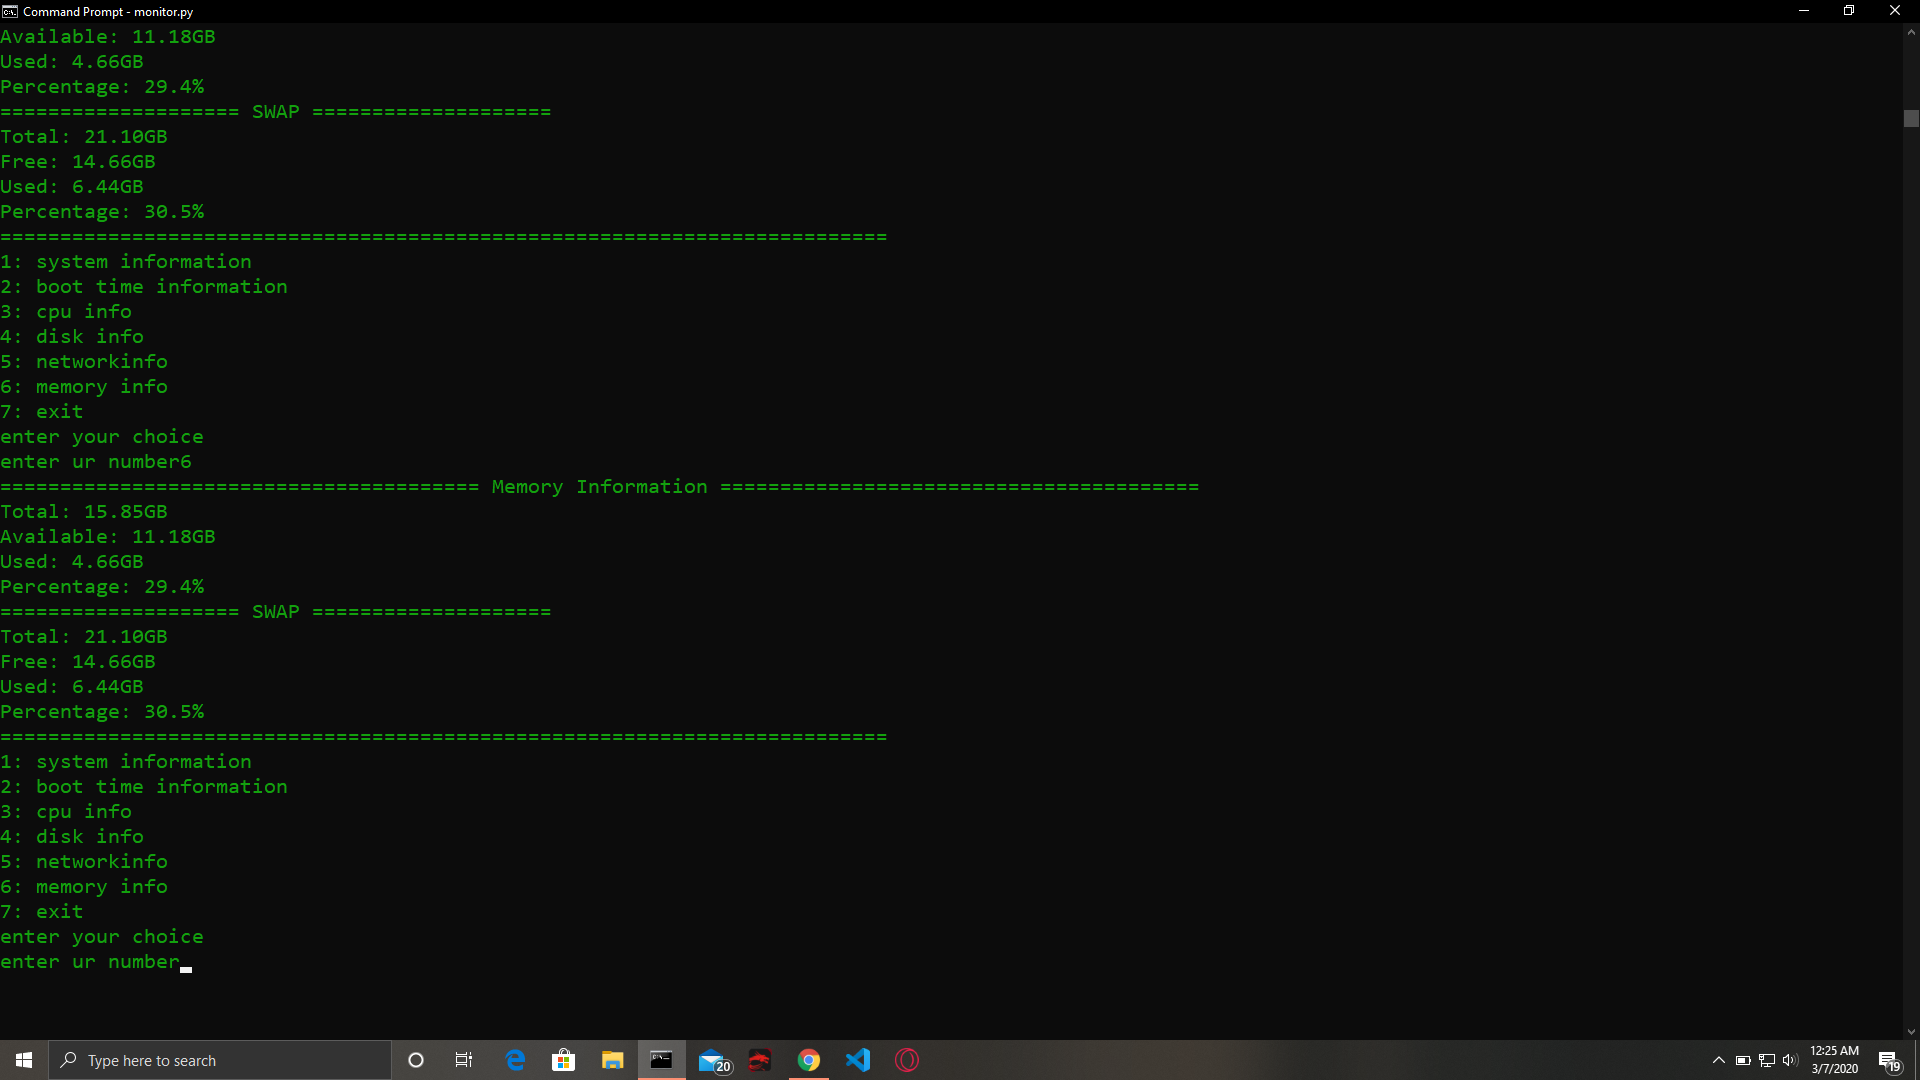 Command Prompt - monitor.py
Available: 11.18GB
Used: 4.66GB
Percentage: 29.4%
==================== SWAP ====================
Total: 21.10GB
Free: 14.66GB
Used: 6.44GB
Percentage: 30.5%
==========================================================================
1: system information
2: boot time information
3: cpu info
4: disk info
5: networkinfo
6: memory info
7: exit
enter your choice
enter ur number6
======================================== Memory Information ========================================
Total: 15.85GB
Available: 11.18GB
Used: 4.66GB
Percentage: 29.4%
==================== SWAP ====================
Total: 21.10GB
Free: 14.66GB
Used: 6.44GB
Percentage: 30.5%
==========================================================================
1: system information
2: boot time information
3: cpu info
4: disk info
5: networkinfo
6: memory info
7: exit
enter your choice
enter ur number
Type here to search
20
12:25 AM
3/7/2020
19